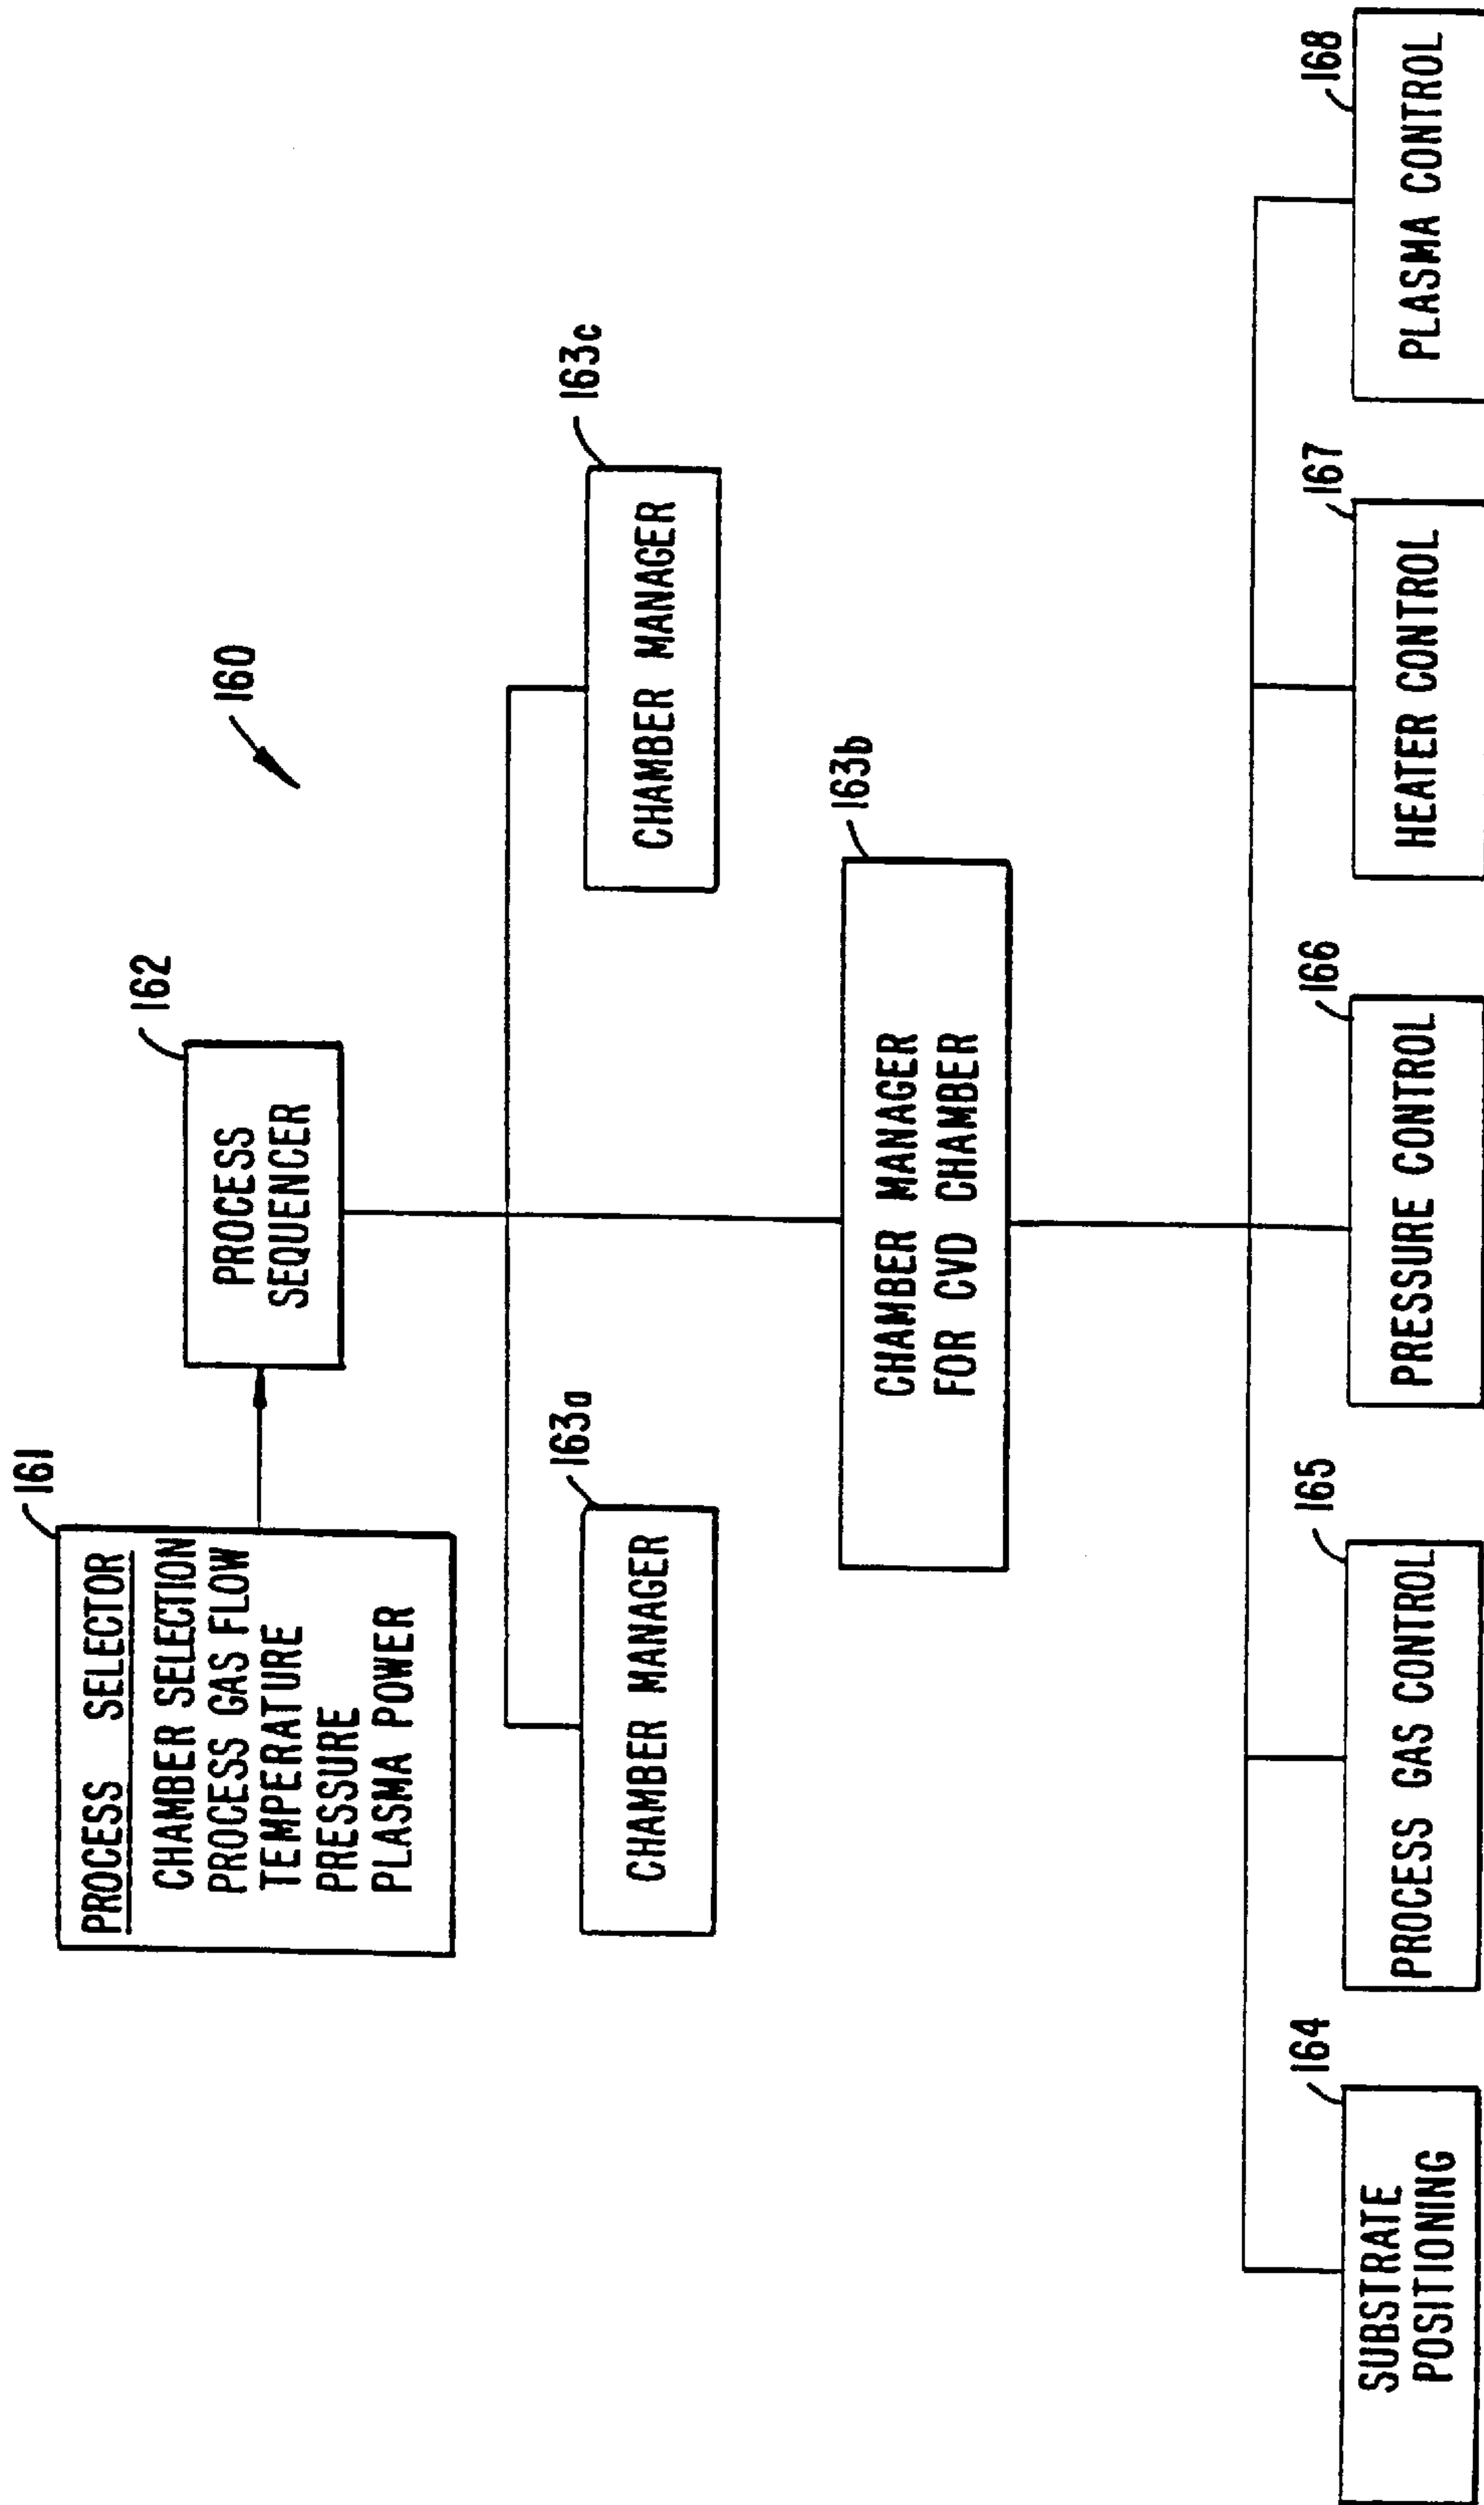 160
161
PROCESS SELECTOR
CHAMBER SELECTION
PROCESS GAS FLOW
TEMPERATURE
PRESSURE
PLASMA POWER
162
PROCESS
SEQUENCER
163a
CHAMBER MANAGER
163c
CHAMBER MANAGER
163b
CHAMBER MANAGER
FOR CVD CHAMBER
164
SUBSTRATE
POSITIONING
165
PROCESS GAS CONTROL
166
PRESSURE CONTROL
167
HEATER CONTROL
168
PLASMA CONTROL